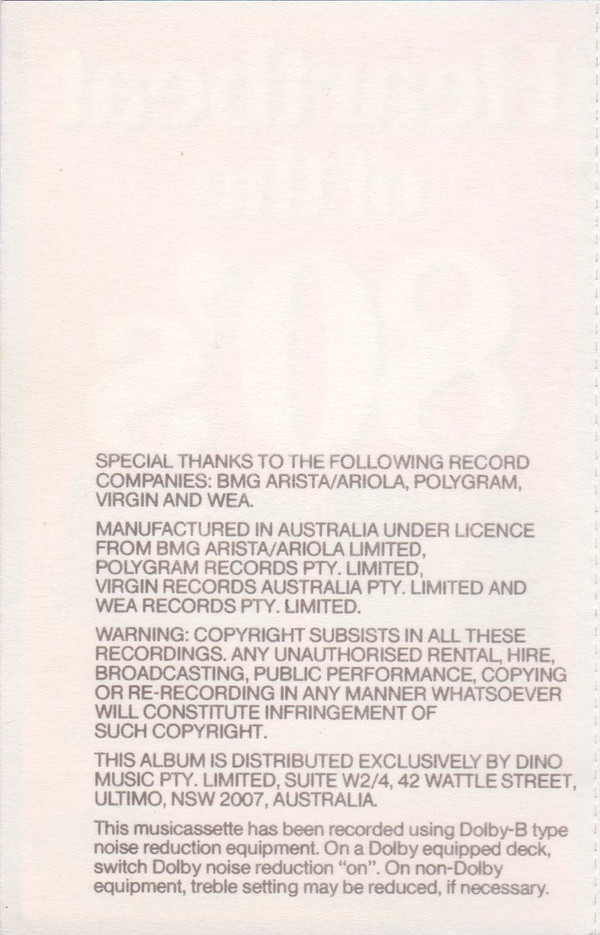 SPECIAL THANKS TO THE FOLLOWING RECORD
COMPANIES: BMG ARISTA/ARIOLA, POLYGRAM,
VIRGIN AND WEA.
MANUFACTURED IN AUSTRALIA UNDER LICENCE
FROM BMG ARISTA/ARIOLA LIMITED,
POLYGRAM RECORDS PTY. LIMITED,
VIRGIN RECORDS AUSTRALIA PTY. LIMITED AND
WEA RECORDS PTY. LIMITED.
WARNING: COPYRIGHT SUBSISTS IN ALL THESE
RECORDINGS. ANY UNAUTHORISED RENTAL, HIRE,
BROADCASTING, PUBLIC PERFORMANCE, COPYING
OR RE-RECORDING IN ANY MANNER WHATSOEVER
WILL CONSTITUTE INFRINGEMENT OF
SUCH COPYRIGHT.
THIS ALBUM IS DISTRIBUTED EXCLUSIVELY BY DINO
MUSIC PTY. LIMITED, SUITE W2/4, 42 WATTLE STREET,
ULTIMO, NSW 2007, AUSTRALIA.
This musicassette has been recorded using Dolby-B type
noise reduction equipment. On a Dolby equipped deck,
switch Dolby noise reduction “on”. On non-Dolby
equipment, treble setting may be reduced, if necessary.